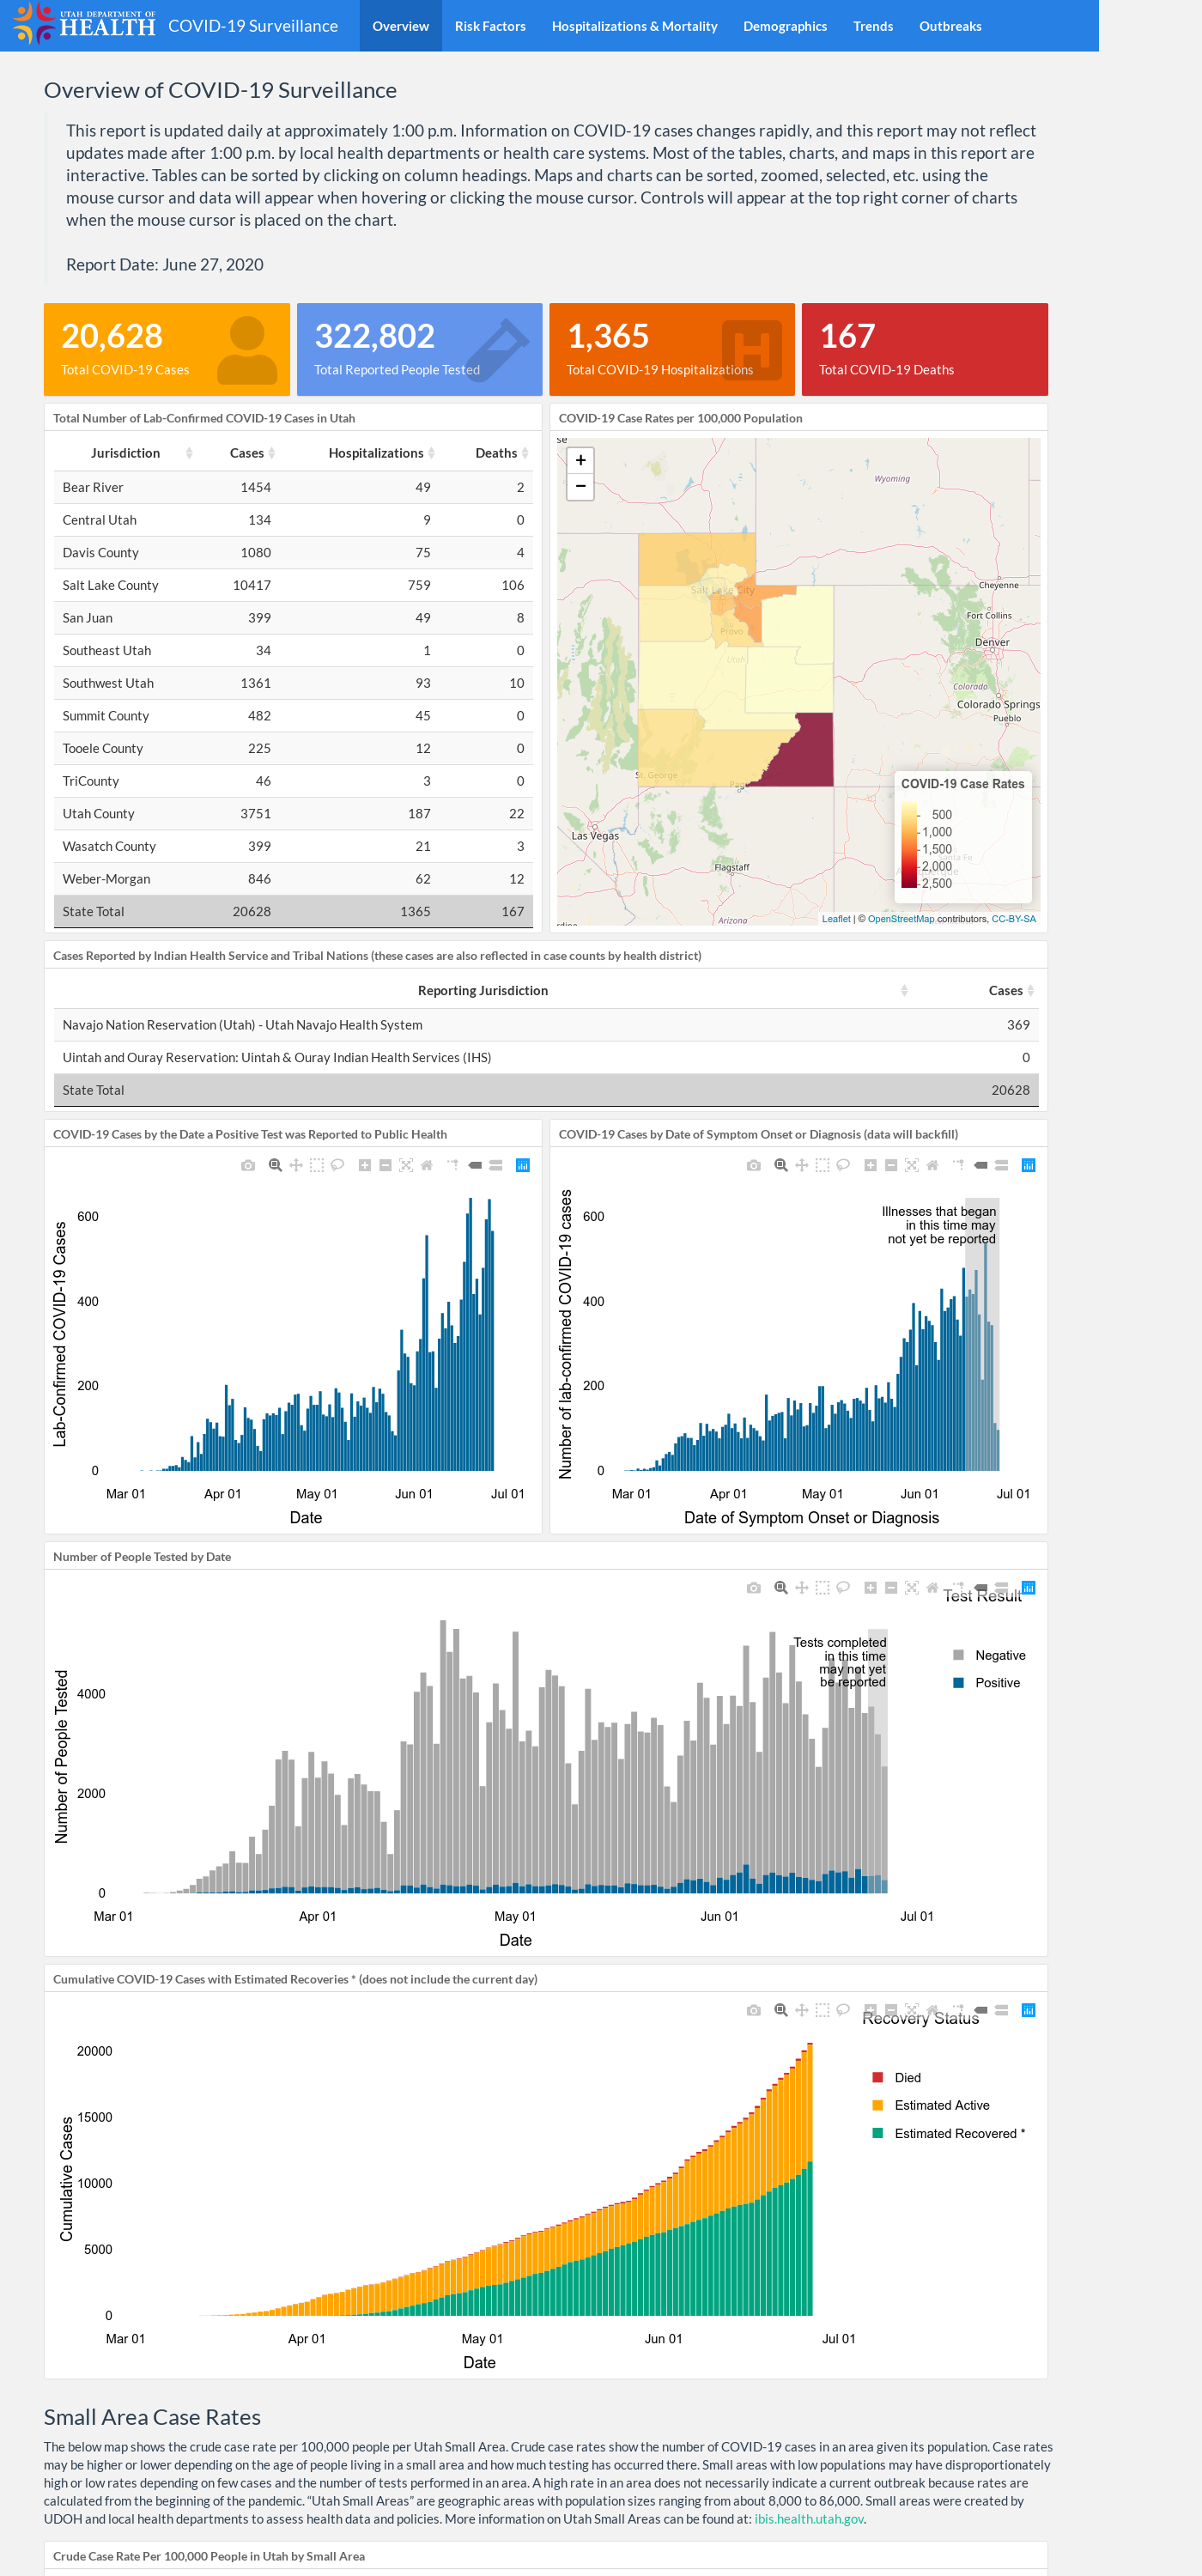 UTAH DEPARTMENT OF
HEALTH
COVID-19 Surveillance
Overview
Risk Factors
Hospitalizations & Mortality
Demographics
Trends
Outbreaks
Overview of COVID-19 Surveillance
This report is updated daily at approximately 1:00 p.m. Information on COVID-19 cases changes rapidly, and this report may not reflect
updates made after 1:00 p.m. by local health departments or health care systems. Most of the tables, charts, and maps in this report are
interactive. Tables can be sorted by clicking on column headings. Maps and charts can be sorted, zoomed, selected, etc. using the
mouse cursor and data will appear when hovering or clicking the mouse cursor. Controls will appear at the top right corner of charts
when the mouse cursor is placed on the chart.
Report Date: June 27, 2020
20,628
Total COVID-19 Cases
322,802
Total Reported People Tested
1,365
Total COVID-19 Hospitalizations
H
167
Total COVID-19 Deaths
Total Number of Lab-Confirmed COVID-19 Cases in Utah
Jurisdiction Cases Hospitalizations Deaths
Bear River 1454 49 2
Central Utah 134 9 0
Davis County 1080 75 4
Salt Lake County 10417 759 106
San Juan 399 49 8
Southeast Utah 34 1 0
Southwest Utah 1361 93 10
Summit County 482 45 0
Tooele County 225 12 0
TriCounty 46 3 0
Utah County 3751 187 22
Wasatch County 399 21 3
Weber-Morgan 846 62 12
State Total 20628 1365 167
COVID-19 Case Rates per 100,000 Population
se
+
−
Wyoming
Cheyenne
Salt Lake City
Fort Collins
Provo
Denver
Utah
Colorado
Colorado Springs
Pueblo
St. George
Pag
Las Vegas
Flagstaff
Arizona
rdino
COVID-19 Case Rates
500
1,000
1,500
2,000
2,500
Santa Fe
Leaflet | © OpenStreetMap contributors, CC-BY-SA
Cases Reported by Indian Health Service and Tribal Nations (these cases are also reflected in case counts by health district)
Reporting Jurisdiction Cases
Navajo Nation Reservation (Utah) - Utah Navajo Health System 369
Uintah and Ouray Reservation: Uintah & Ouray Indian Health Services (IHS) 0
State Total 20628
COVID-19 Cases by the Date a Positive Test was Reported to Public Health
Lab-Confirmed COVID-19 Cases
600
400
200
0
Mar 01 Apr 01 May 01 Jun 01 Jul 01
Date
COVID-19 Cases by Date of Symptom Onset or Diagnosis (data will backfill)
Number of lab-confirmed COVID-19 cases
600
400
200
0
Illnesses that began
in this time may
not yet be reported
Mar 01 Apr 01 May 01 Jun 01 Jul 01
Date of Symptom Onset or Diagnosis
Number of People Tested by Date
Test Result
Negative
Positive
Tests completed
in this time
may not yet
be reported
Number of People Tested
4000
2000
0
Mar 01 Apr 01 May 01 Jun 01 Jul 01
Date
Cumulative COVID-19 Cases with Estimated Recoveries * (does not include the current day)
Recovery Status
Died
Estimated Active
Estimated Recovered *
Cumulative Cases
20000
15000
10000
5000
0
Mar 01 Apr 01 May 01 Jun 01 Jul 01
Date
Small Area Case Rates
The below map shows the crude case rate per 100,000 people per Utah Small Area. Crude case rates show the number of COVID-19 cases in an area given its population. Case rates
may be higher or lower depending on the age of people living in a small area and how much testing has occurred there. Small areas with low populations may have disproportionately
high or low rates depending on few cases and the number of tests performed in an area. A high rate in an area does not necessarily indicate a current outbreak because rates are
calculated from the beginning of the pandemic. “Utah Small Areas” are geographic areas with population sizes ranging from about 8,000 to 86,000. Small areas were created by
UDOH and local health departments to assess health data and policies. More information on Utah Small Areas can be found at: ibis.health.utah.gov.
Crude Case Rate Per 100,000 People in Utah by Small Area